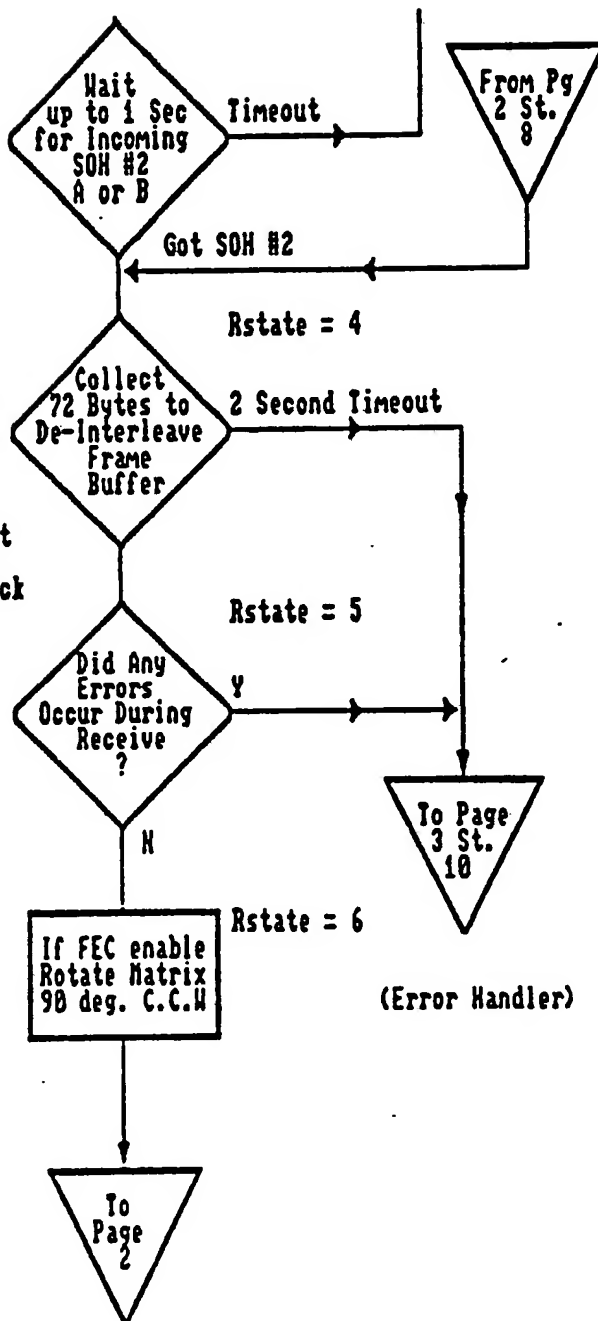 Wait
up to 1 Sec
for Incoming
SOH #2
A or B
Timeout
From Pg
2 St.
8
Got SOH #2
Rstate = 4
Collect
72 Bytes to
De-Interleave
Frame
Buffer
2 Second Timeout
t
ck
Rstate = 5
Did Any
Errors
Occur During
Receive
?
Y
N
To Page
3 St.
10
Rstate = 6
If FEC enable
Rotate Matrix
90 deg. C.C.W
(Error Handler)
To
Page
2